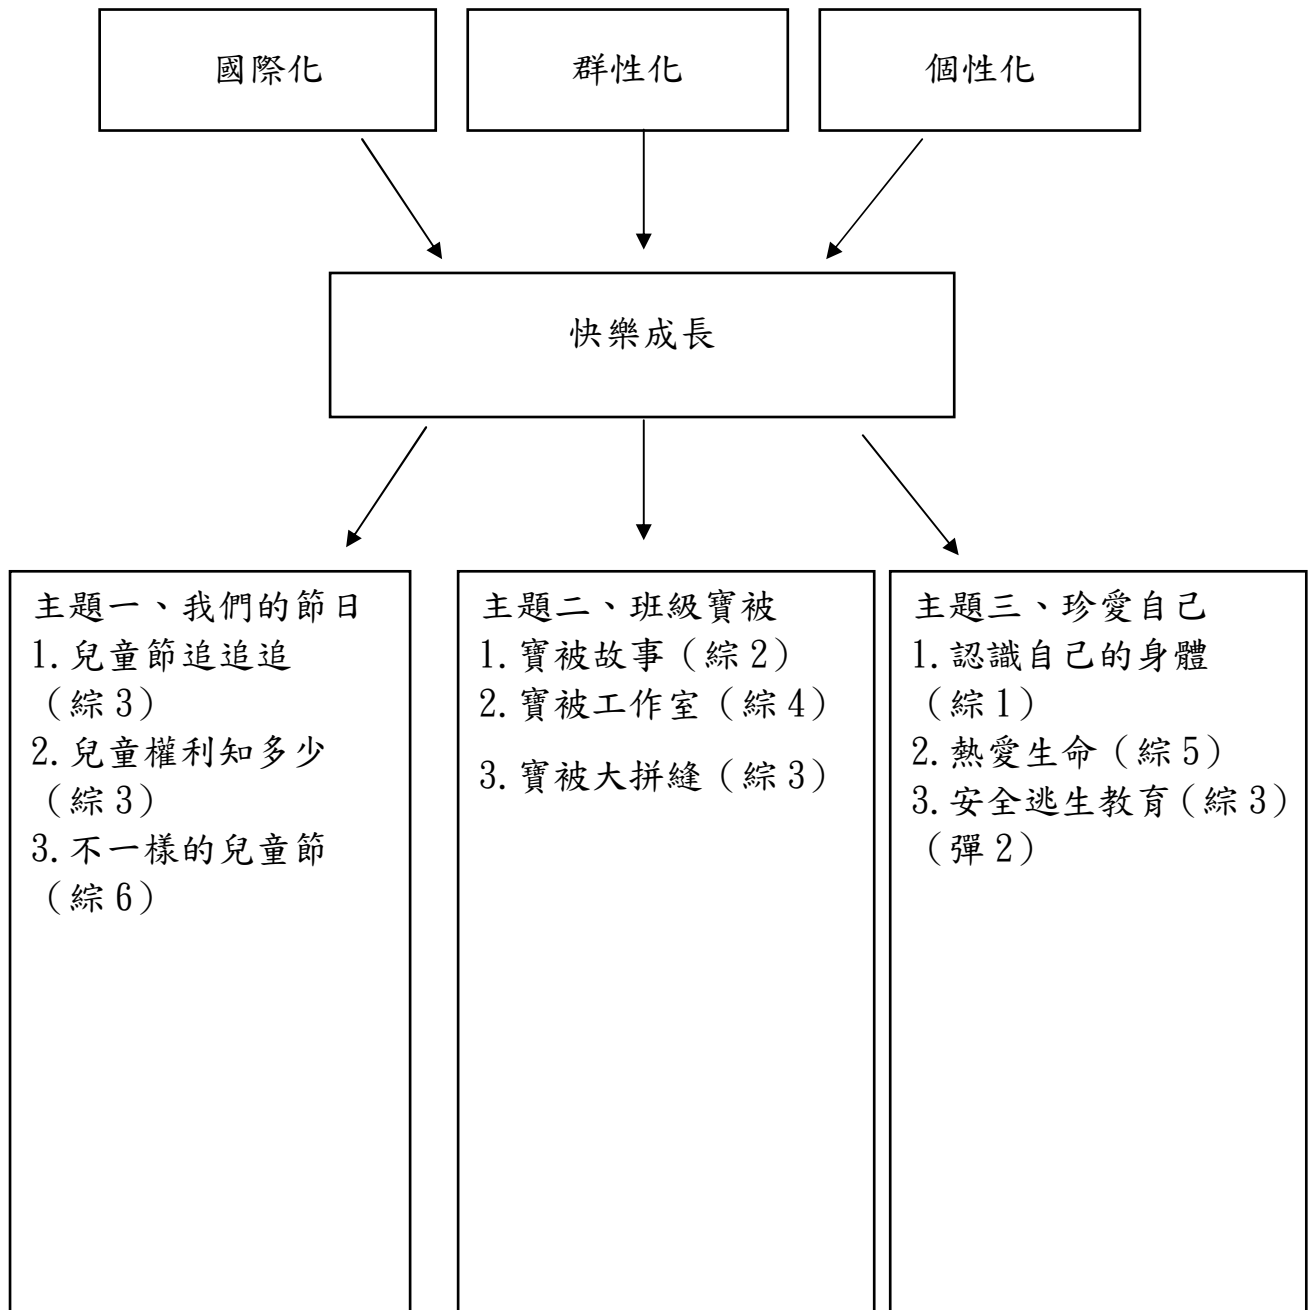 國際化
群性化
個性化
快樂成長
主題一、我們的節日
1.兒童節追追追
（綜3）
2.兒童權利知多少
（綜3）
3.不一樣的兒童節
（綜6）
主題二、班級寶被
1.寶被故事（綜2）
2.寶被工作室（綜4）
3.寶被大拼縫（綜3）
主題三、珍愛自己
1.認識自己的身體
（綜1）
2.熱愛生命（綜5）
3.安全逃生教育（綜3）
（彈2）